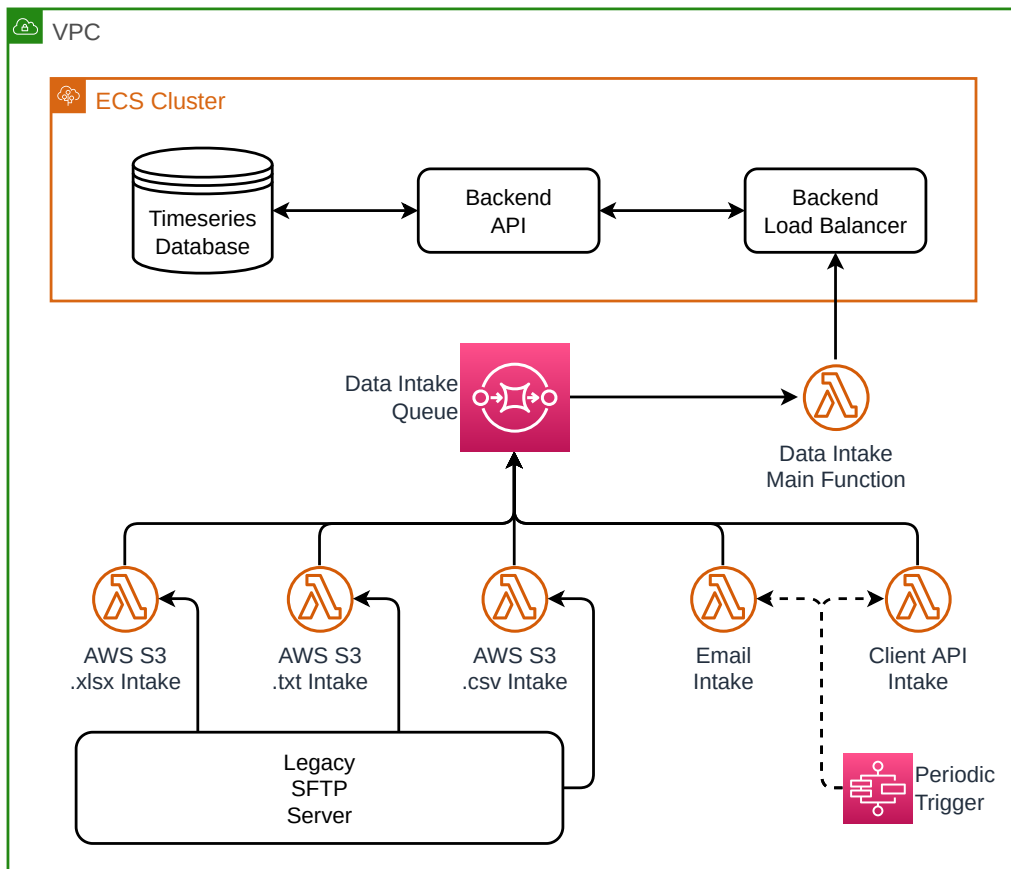 VPC
ECS Cluster
Timeseries
Database
Backend
API
Backend
Load Balancer
Data Intake
Queue
Data Intake
Main Function
AWS S3
.xlsx Intake
AWS S3
.txt Intake
AWS S3
.csv Intake
Email
Intake
Client API
Intake
Legacy
SFTP
Server
Periodic
Trigger